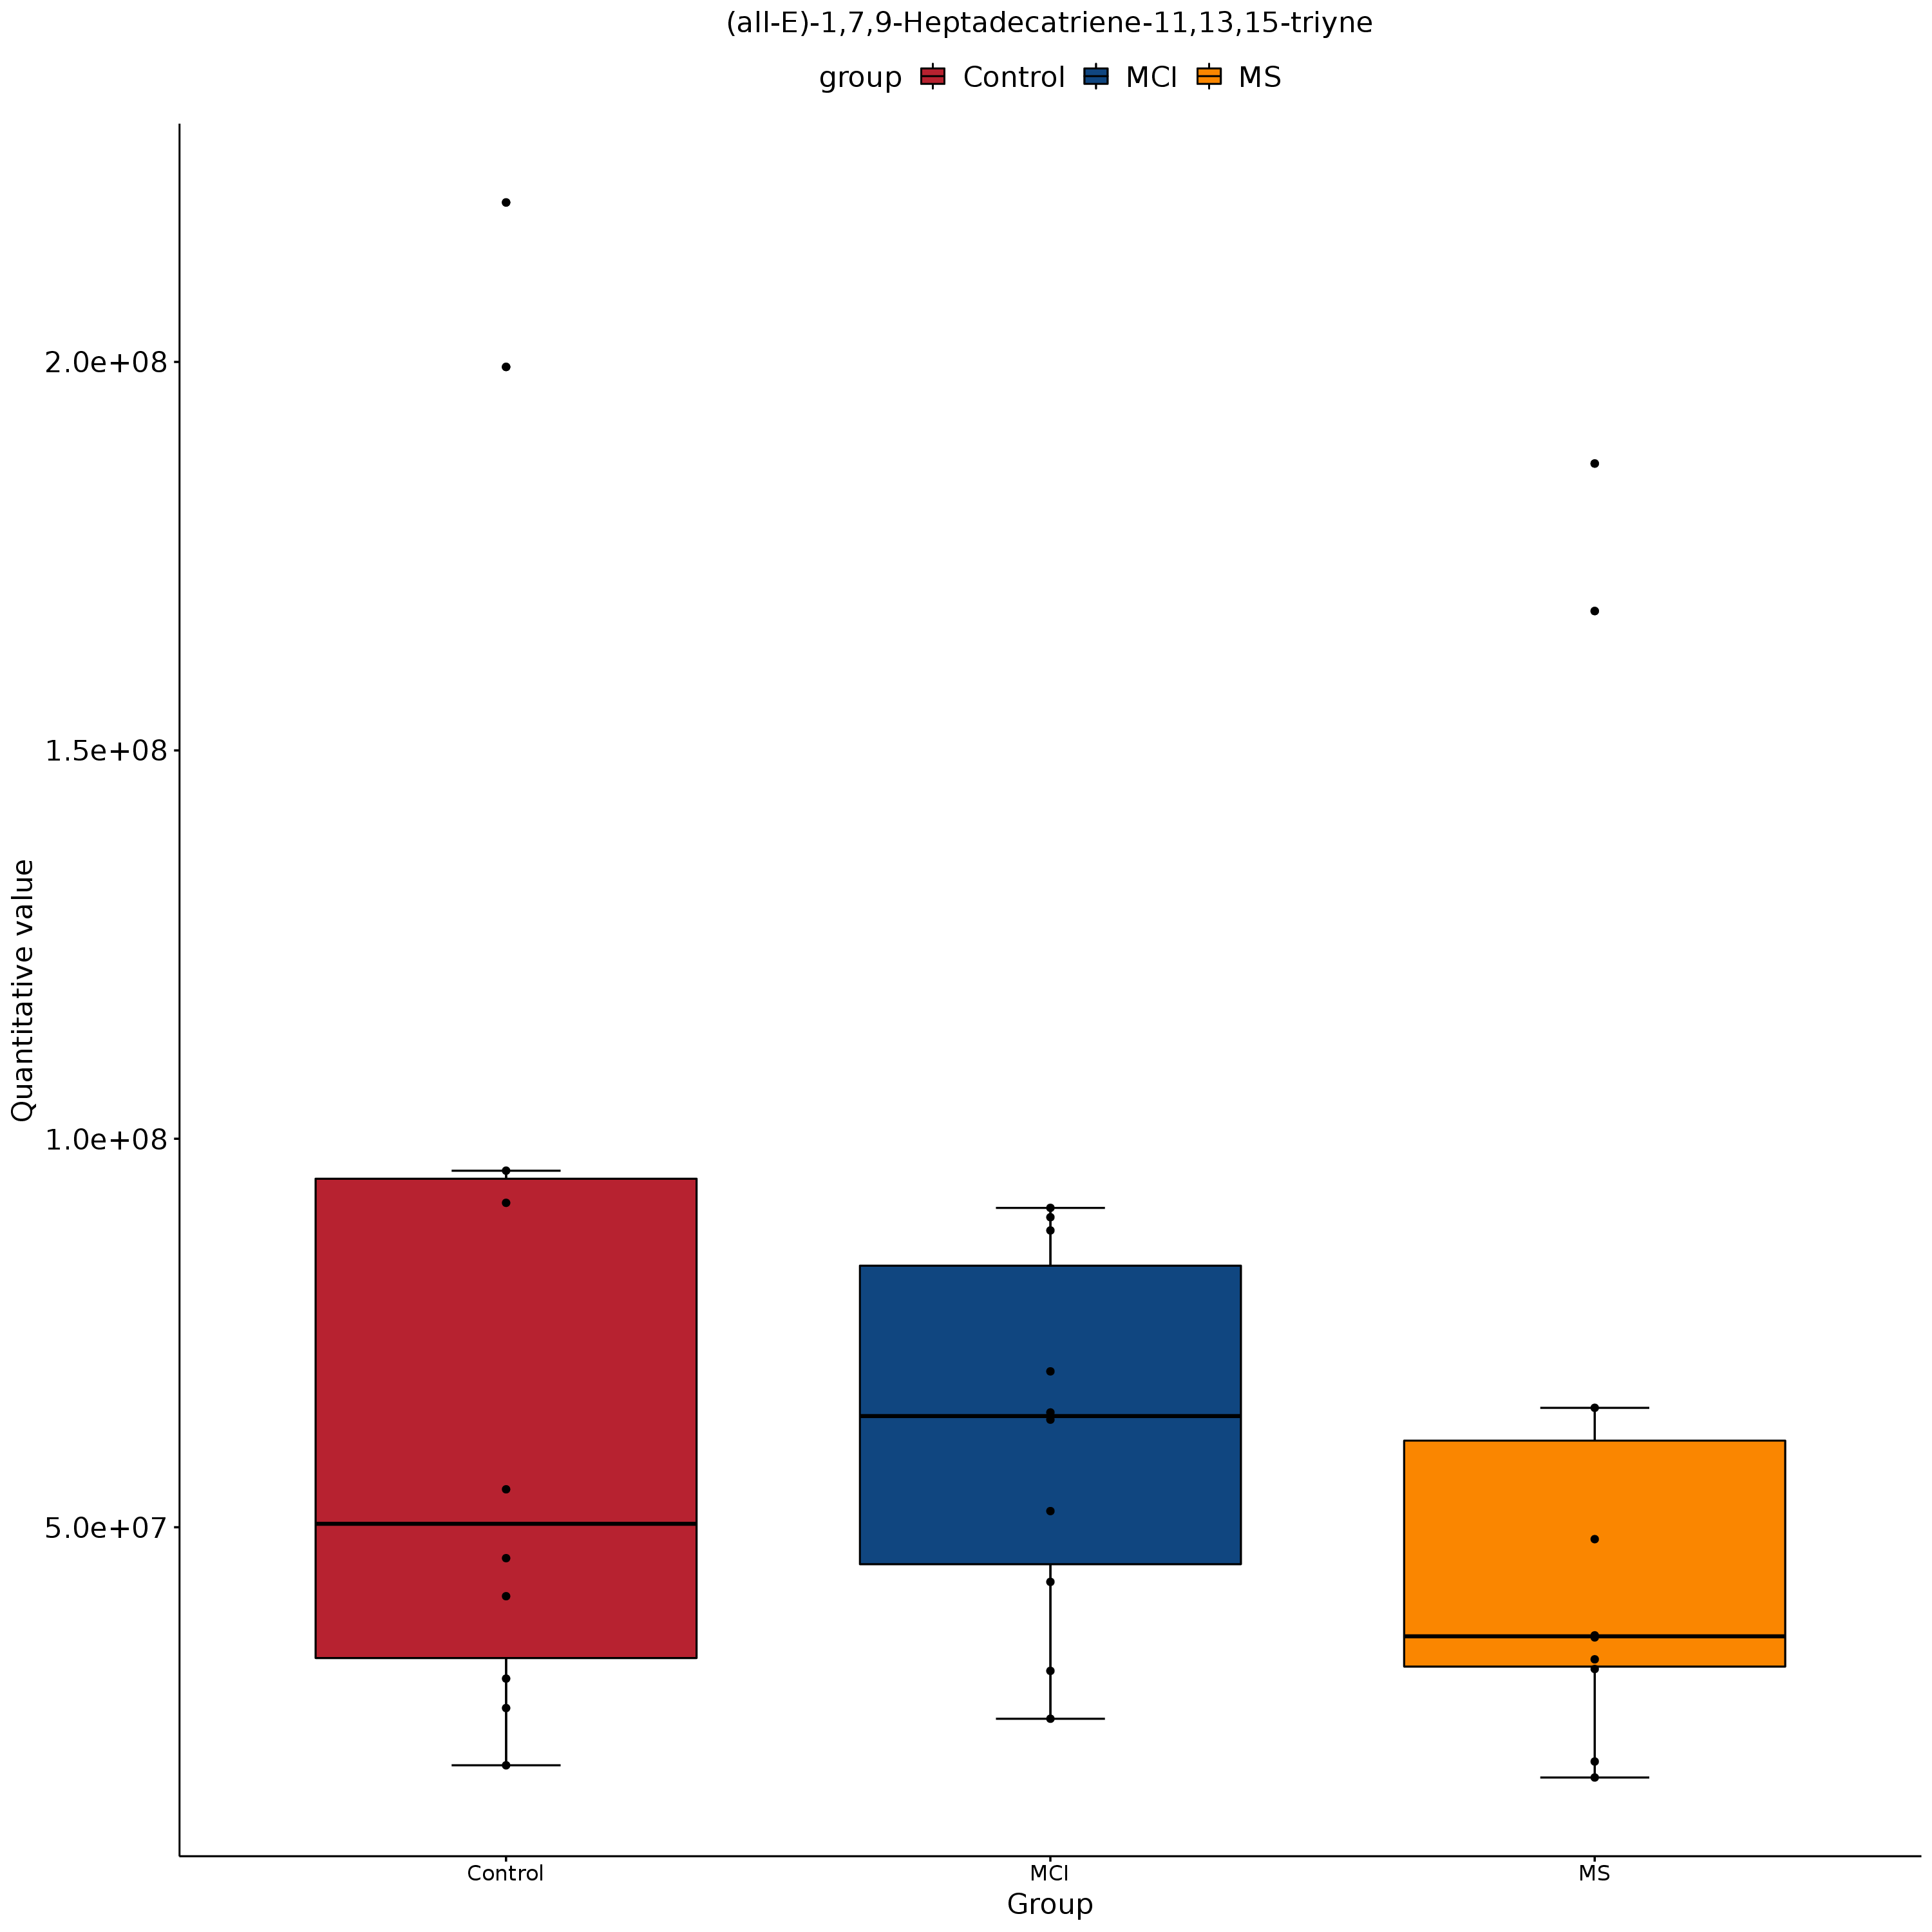 (all-E)-1,7,9-Heptadecatriene-11,13,15-triyne
group Control MCI MS
Quantitative value
2.0e+08
1.5e+08
1.0e+08
5.0e+07
Control MCI MS
Group